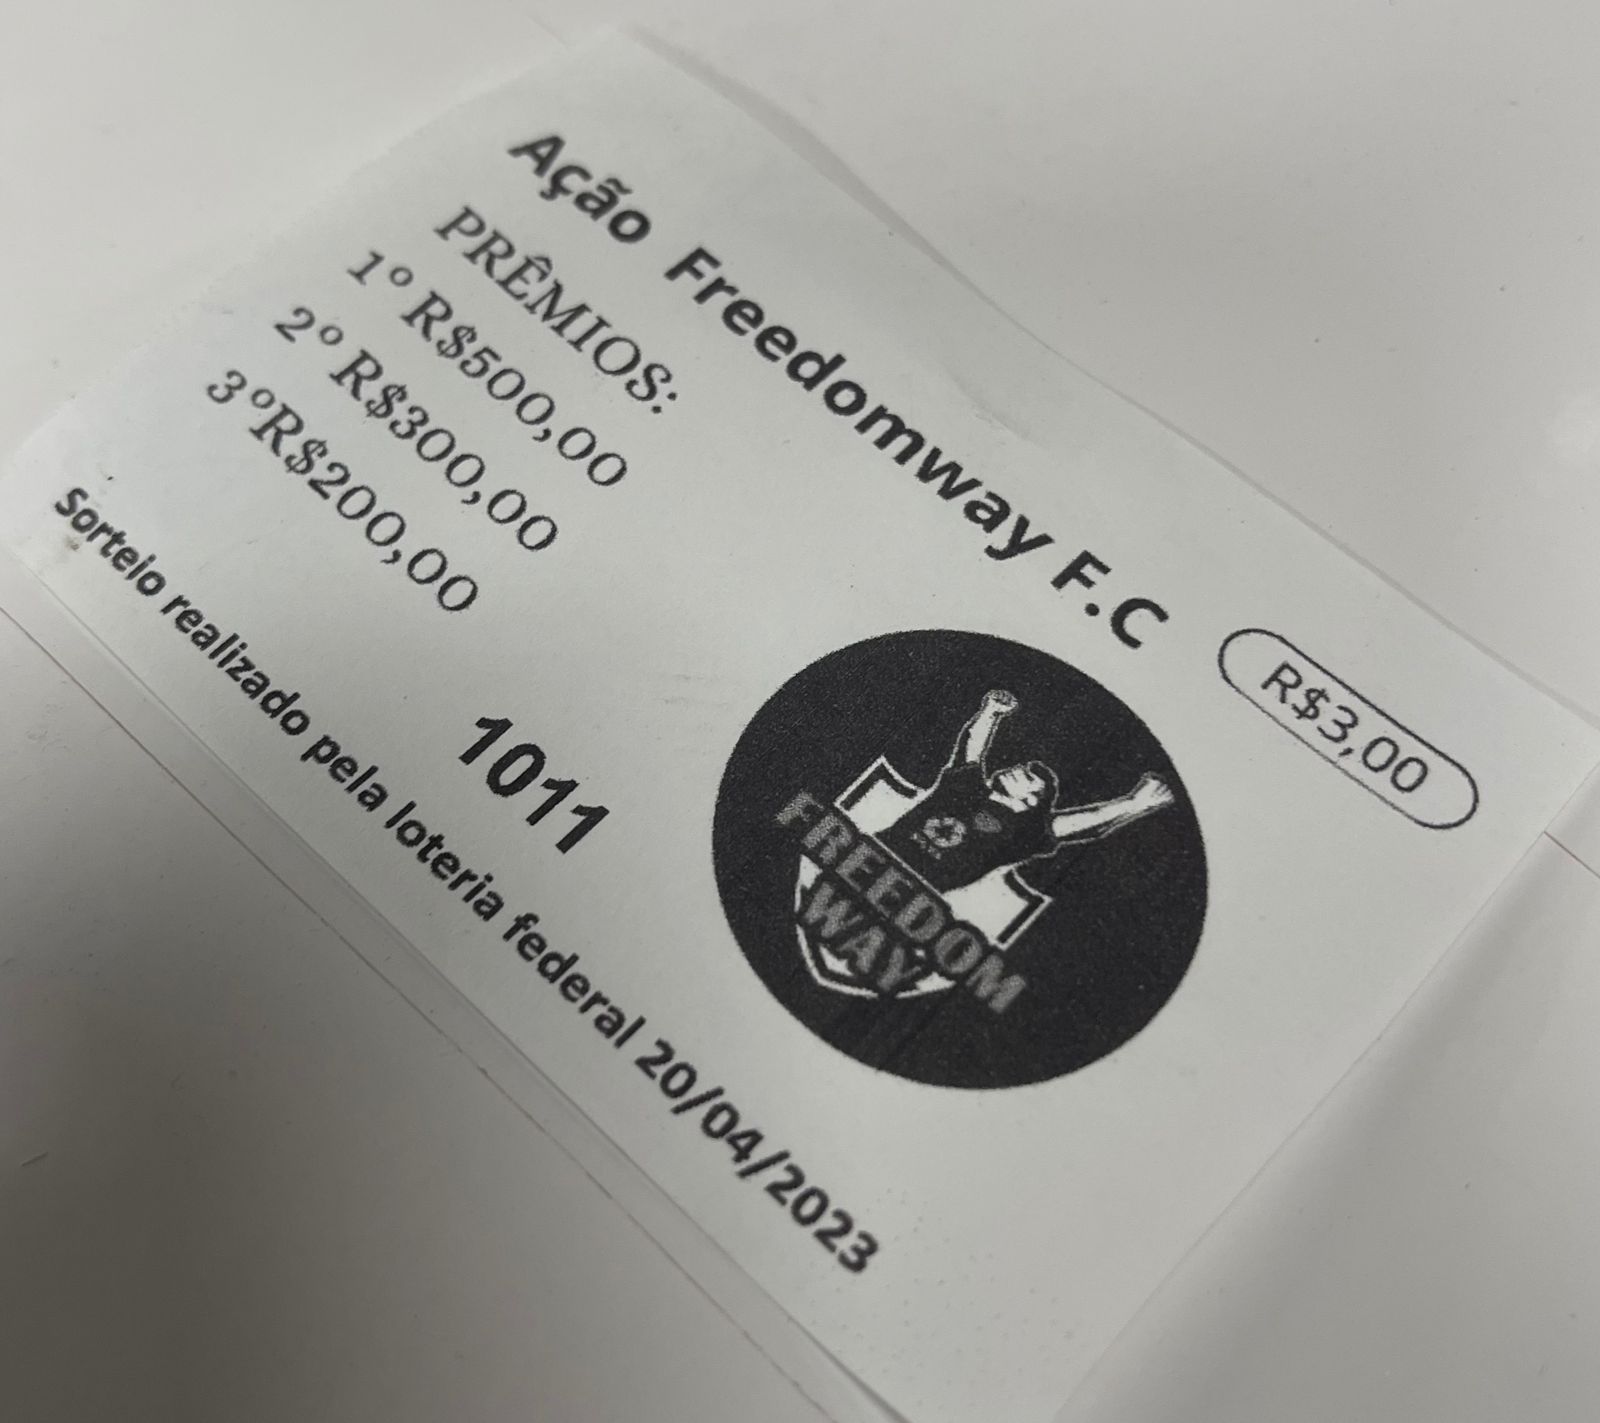 Ação Freedomway F.C
R$3,00
PRÊMIOS:
1º R$500,00
2º R$300,00
3ºR$200,00
FREEDOM
WAY
1011
Sorteio realizado pela loteria federal 20/04/2023